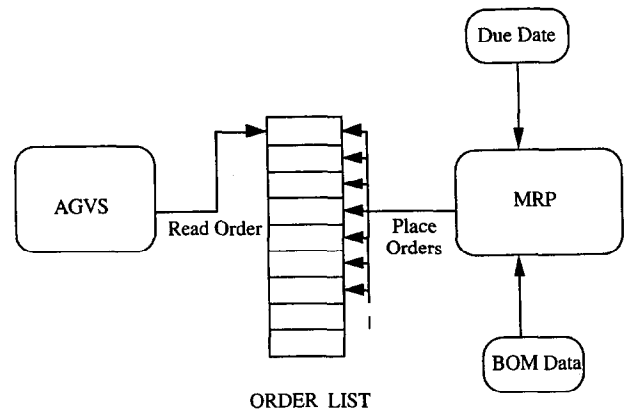 Due Date
AGVS
MRP
Read Order
Place
Orders
BOM Data
ORDER LIST